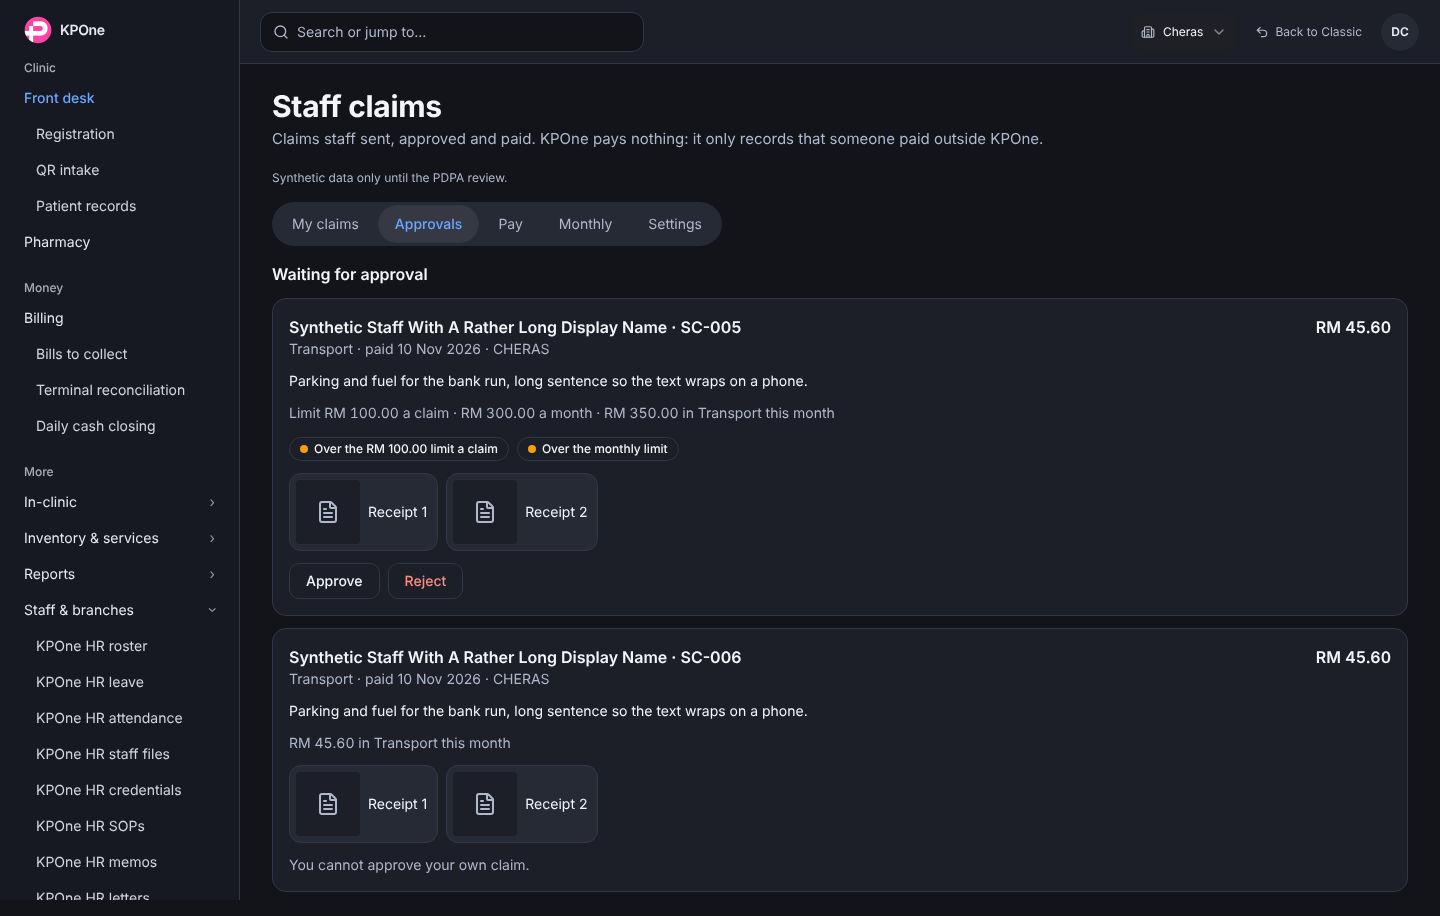 KPOne
Clinic
Front desk
Registration
QR intake
Patient records
Pharmacy
Money
Billing
Bills to collect
Terminal reconciliation
Daily cash closing
More
In-clinic
Inventory & services
Reports
Staff & branches
KPOne HR roster
KPOne HR leave
KPOne HR attendance
KPOne HR staff files
KPOne HR credentials
KPOne HR SOPs
KPOne HR memos
KPOne HR letters
Search or jump to...
Cheras
Back to Classic
DC
Staff claims
Claims staff sent, approved and paid. KPOne pays nothing: it only records that someone paid outside KPOne.
Synthetic data only until the PDPA review.
My claims
Approvals
Pay
Monthly
Settings
Waiting for approval
Synthetic Staff With A Rather Long Display Name · SC-005
RM 45.60
Transport · paid 10 Nov 2026 · CHERAS
Parking and fuel for the bank run, long sentence so the text wraps on a phone.
Limit RM 100.00 a claim · RM 300.00 a month · RM 350.00 in Transport this month
Over the RM 100.00 limit a claim
Over the monthly limit
Receipt 1
Receipt 2
Approve
Reject
Synthetic Staff With A Rather Long Display Name · SC-006
RM 45.60
Transport · paid 10 Nov 2026 · CHERAS
Parking and fuel for the bank run, long sentence so the text wraps on a phone.
RM 45.60 in Transport this month
Receipt 1
Receipt 2
You cannot approve your own claim.